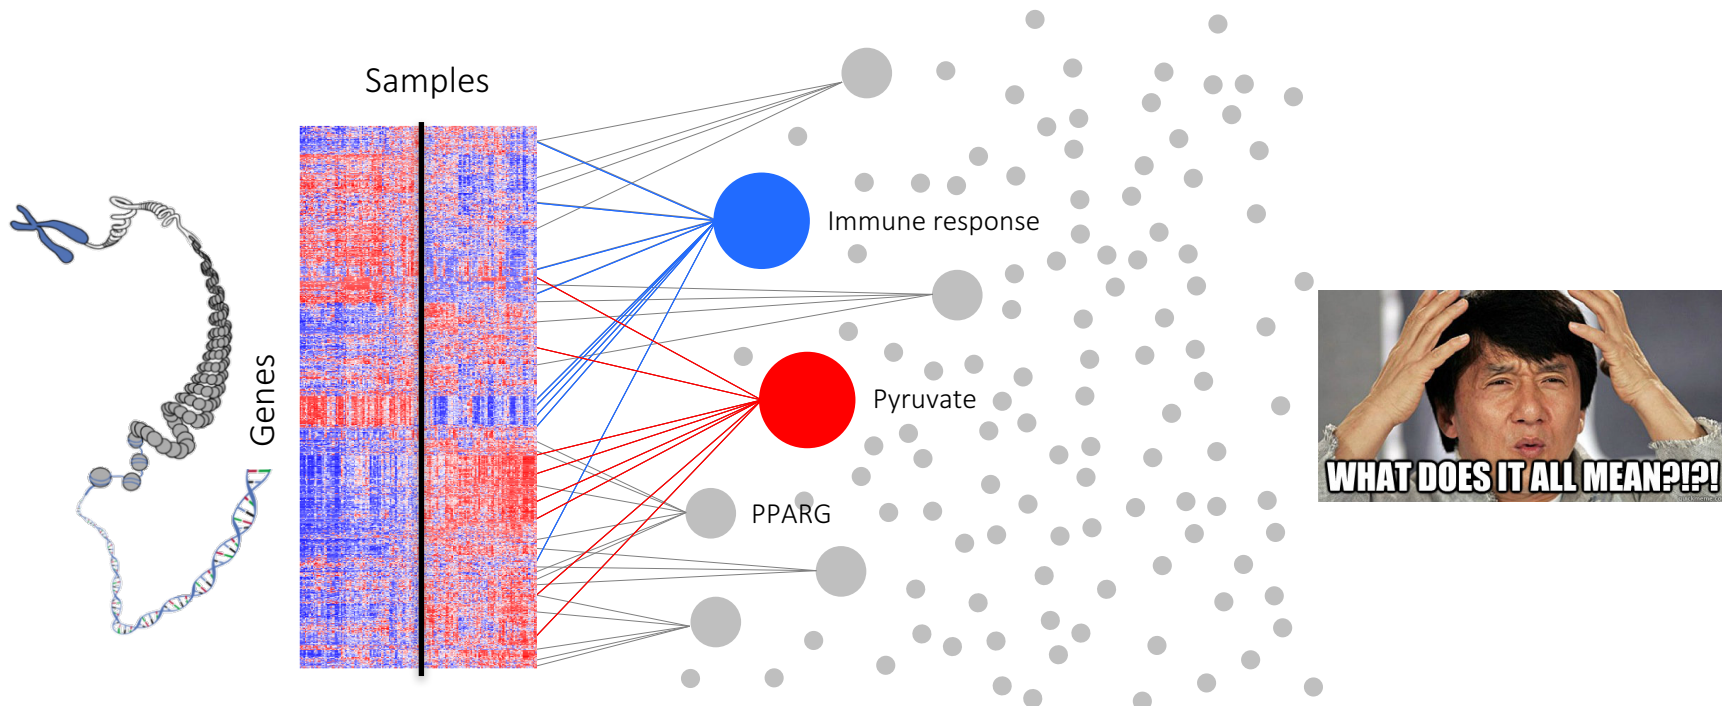 Samples
Genes
Immune response
Pyruvate
PPARG
WHAT DOES IT ALL MEAN?!?!